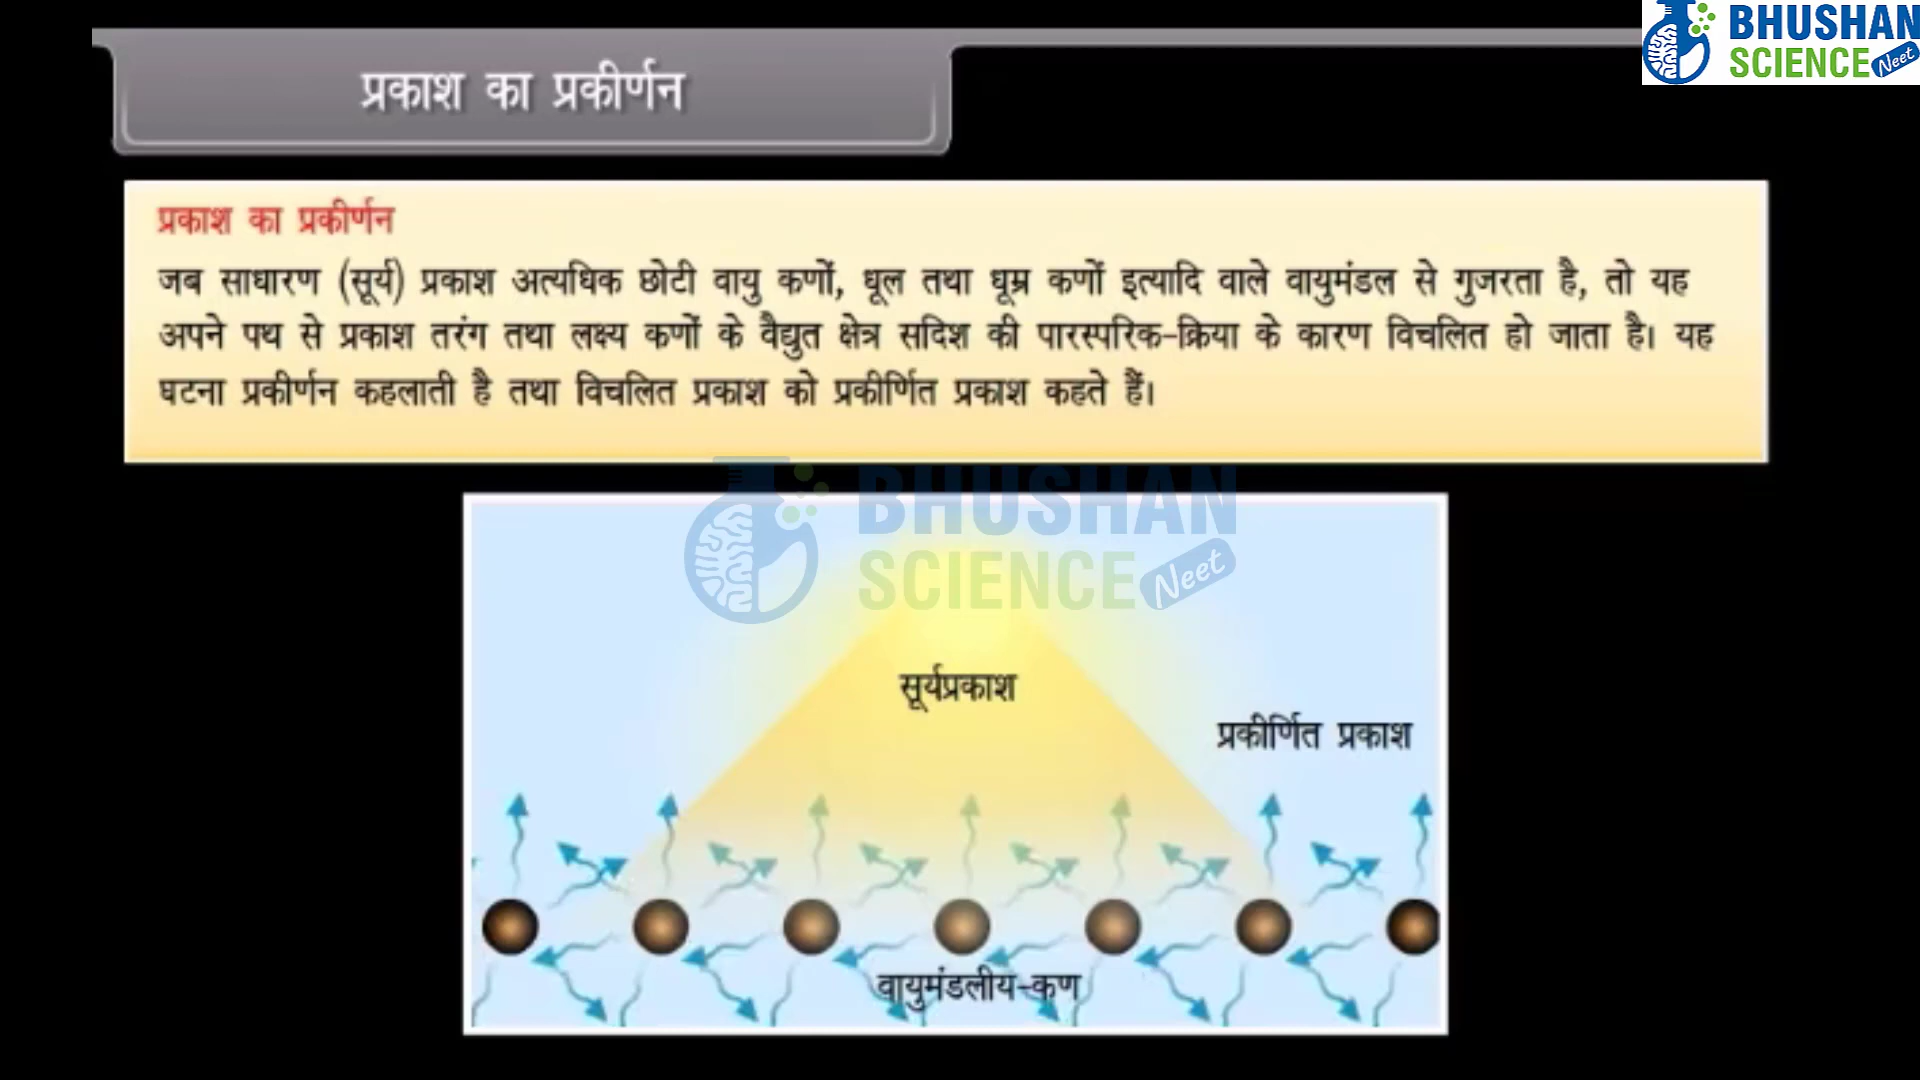 BHUSHAN
SCIENCE Neet
प्रकाश का प्रकीर्णन
प्रकाश का प्रकीर्णन
जब साधारण (सूर्य) प्रकाश अत्यधिक छोटी वायु कणों, धूल तथा धूम्र कणों इत्यादि वाले वायुमंडल से गुजरता है, तो यह
अपने पथ से प्रकाश तरंग तथा लक्ष्य कणों के वैद्युत क्षेत्र सदिश की पारस्परिक-क्रिया के कारण विचलित हो जाता है। यह
घटना प्रकीर्णन कहलाती है तथा विचलित प्रकाश को प्रकीर्णित प्रकाश कहते हैं।
BHUSHAN
SCIENCE Neet
सूर्यप्रकाश
प्रकीर्णित प्रकाश
वायुमंडलीय-कण